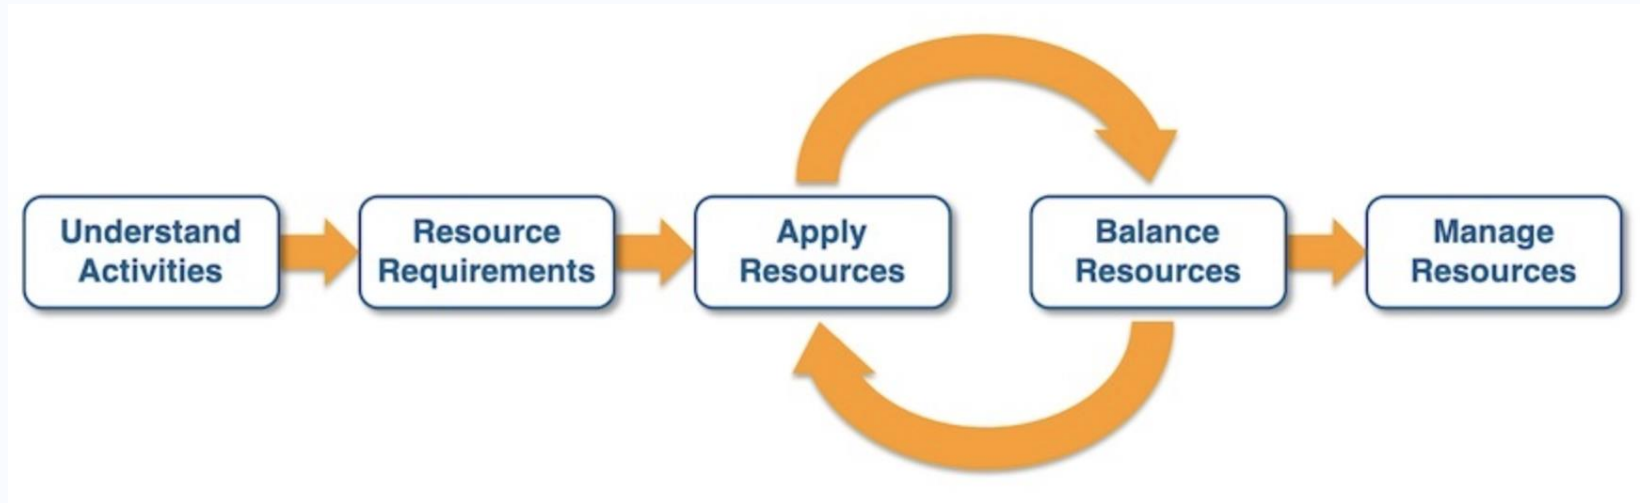 Understand
Activities
Resource
Requirements
Apply
Resources
Balance
Resources
Manage
Resources